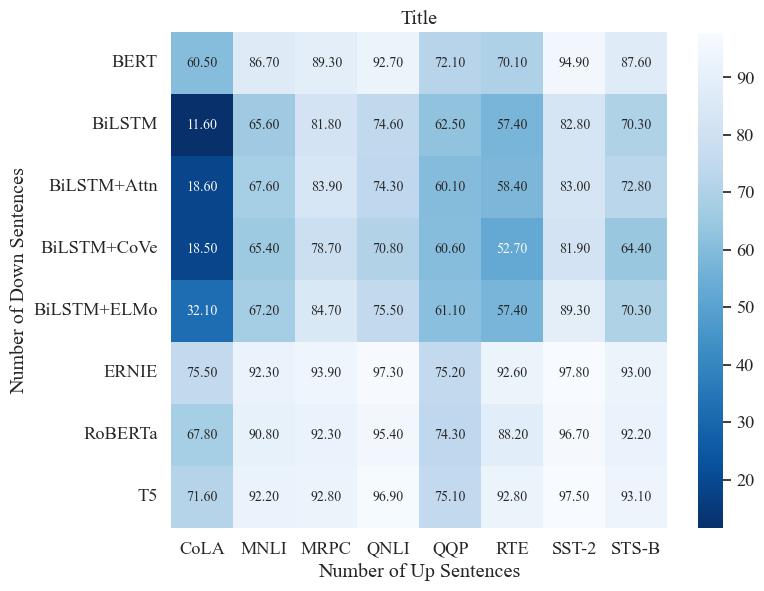 Title
BERT 60.50 86.70 89.30 92.70 72.10 70.10 94.90 87.60
BiLSTM 11.60 65.60 81.80 74.60 62.50 57.40 82.80 70.30
BiLSTM+Attn 18.60 67.60 83.90 74.30 60.10 58.40 83.00 72.80
BiLSTM+CoVe 18.50 65.40 78.70 70.80 60.60 52.70 81.90 64.40
BiLSTM+ELMo 32.10 67.20 84.70 75.50 61.10 57.40 89.30 70.30
ERNIE 75.50 92.30 93.90 97.30 75.20 92.60 97.80 93.00
RoBERTa 67.80 90.80 92.30 95.40 74.30 88.20 96.70 92.20
T5 71.60 92.20 92.80 96.90 75.10 92.80 97.50 93.10
CoLA MNLI MRPC QNLI QQP RTE SST-2 STS-B
Number of Up Sentences
Number of Down Sentences
90
80
70
60
50
40
30
20